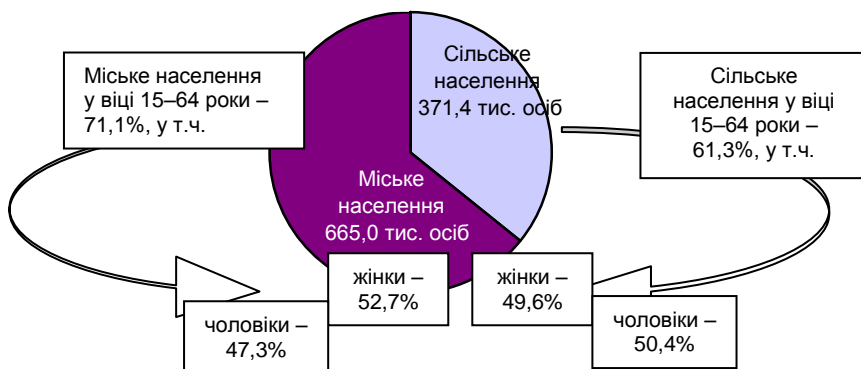 Міське населення
у віці 15–64 роки –
71,1%, у т.ч.
Сільське
населення
371,4 тис. осіб
Сільське
населення у віці
15–64 роки –
61,3%, у т.ч.
Міське
населення
665,0 тис. осіб
жінки –
52,7%
чоловіки –
47,3%
жінки –
49,6%
чоловіки –
50,4%